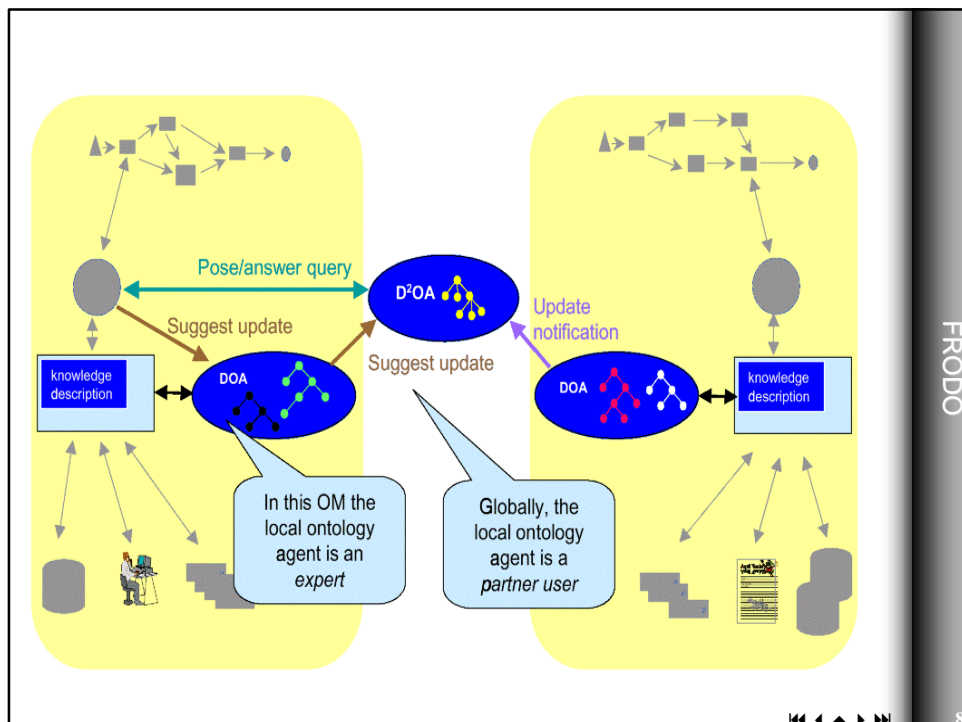 Pose/answer query
D²OA
Suggest update
Update
notification
Suggest update
DOA
DOA
knowledge
description
knowledge
description
In this OM the
local ontology
agent is an
expert
Globally, the
local ontology
agent is a
partner user
FRODO